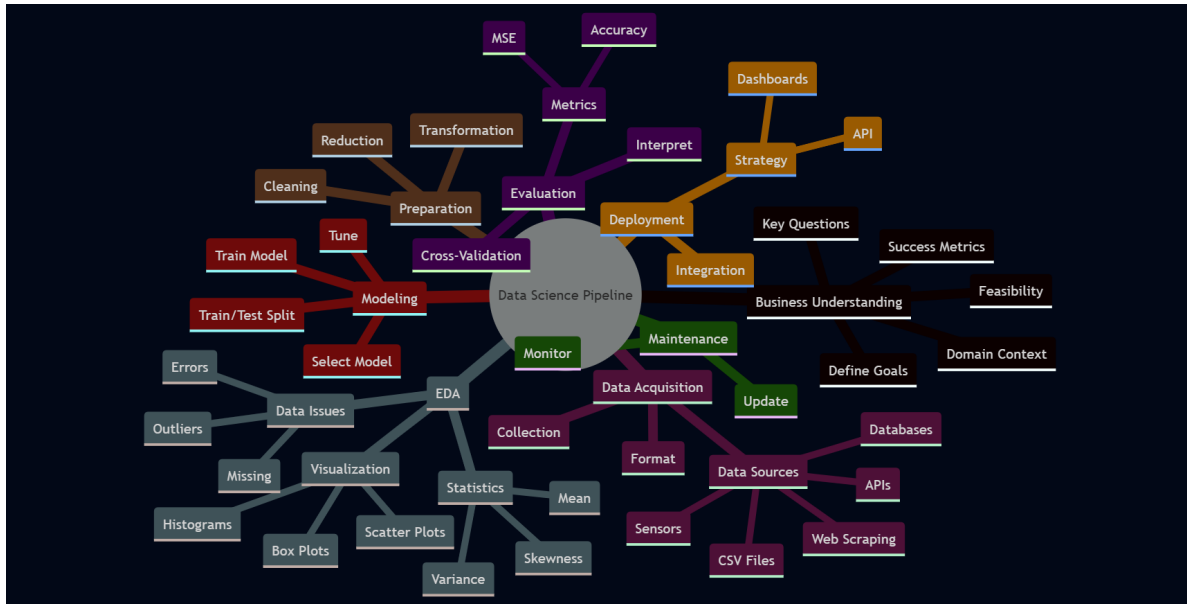 MSE
Accuracy
Metrics
Dashboards
Transformation
Reduction
API
Interpret
Strategy
Cleaning
Evaluation
Preparation
Deployment
Key Questions
Tune
Success Metrics
Train Model
Cross-Validation
Integration
Feasibility
Modeling
Data Science Pipeline
Business Understanding
Train/Test Split
Maintenance
Monitor
Domain Context
Select Model
Errors
Define Goals
EDA
Data Acquisition
Update
Data Issues
Outliers
Collection
Databases
Format
Missing
Visualization
Statistics
Data Sources
APIs
Mean
Histograms
Scatter Plots
Sensors
Web Scraping
Box Plots
Skewness
CSV Files
Variance